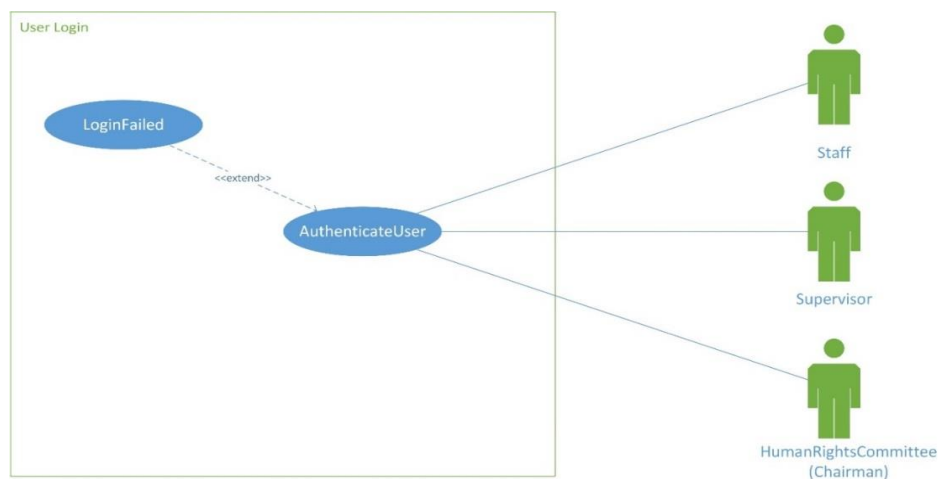 User Login
LoginFailed
<<extend>>
AuthenticateUser
Staff
Supervisor
HumanRightsCommittee
(Chairman)